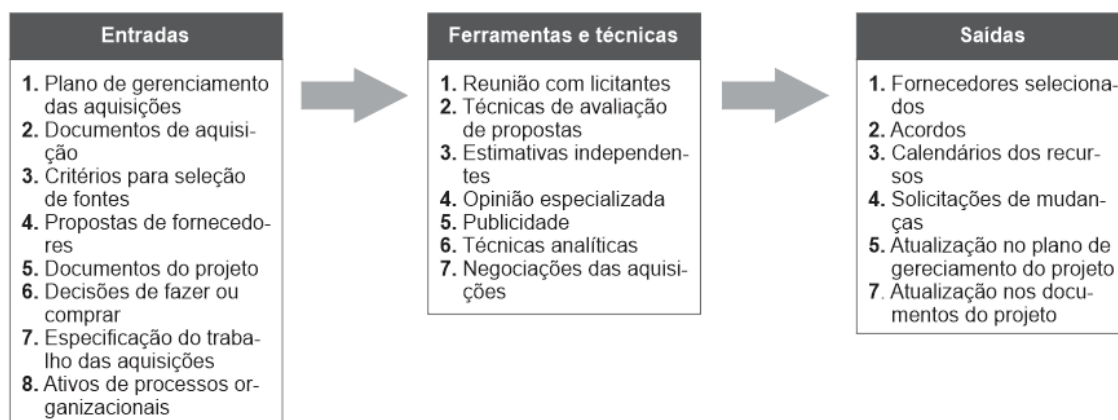 Entradas
1. Plano de gerenciamento
das aquisições
2. Documentos de aquisi-
ção
3. Critérios para seleção
de fontes
4. Propostas de fornecedo-
res
5. Documentos do projeto
6. Decisões de fazer ou
comprar
7. Especificação do traba-
lho das aquisições
8. Ativos de processos or-
ganizacionais
Ferramentas e técnicas
1. Reunião com licitantes
2. Técnicas de avaliação
de propostas
3. Estimativas independen-
tes
4. Opinião especializada
5. Publicidade
6. Técnicas analíticas
7. Negociações das aquisi-
ções
Saídas
1. Fornecedores seleciona-
dos
2. Acordos
3. Calendários dos recur-
sos
4. Solicitações de mudan-
ças
5. Atualização no plano de
gereciamento do projeto
7. Atualização nos docu-
mentos do projeto